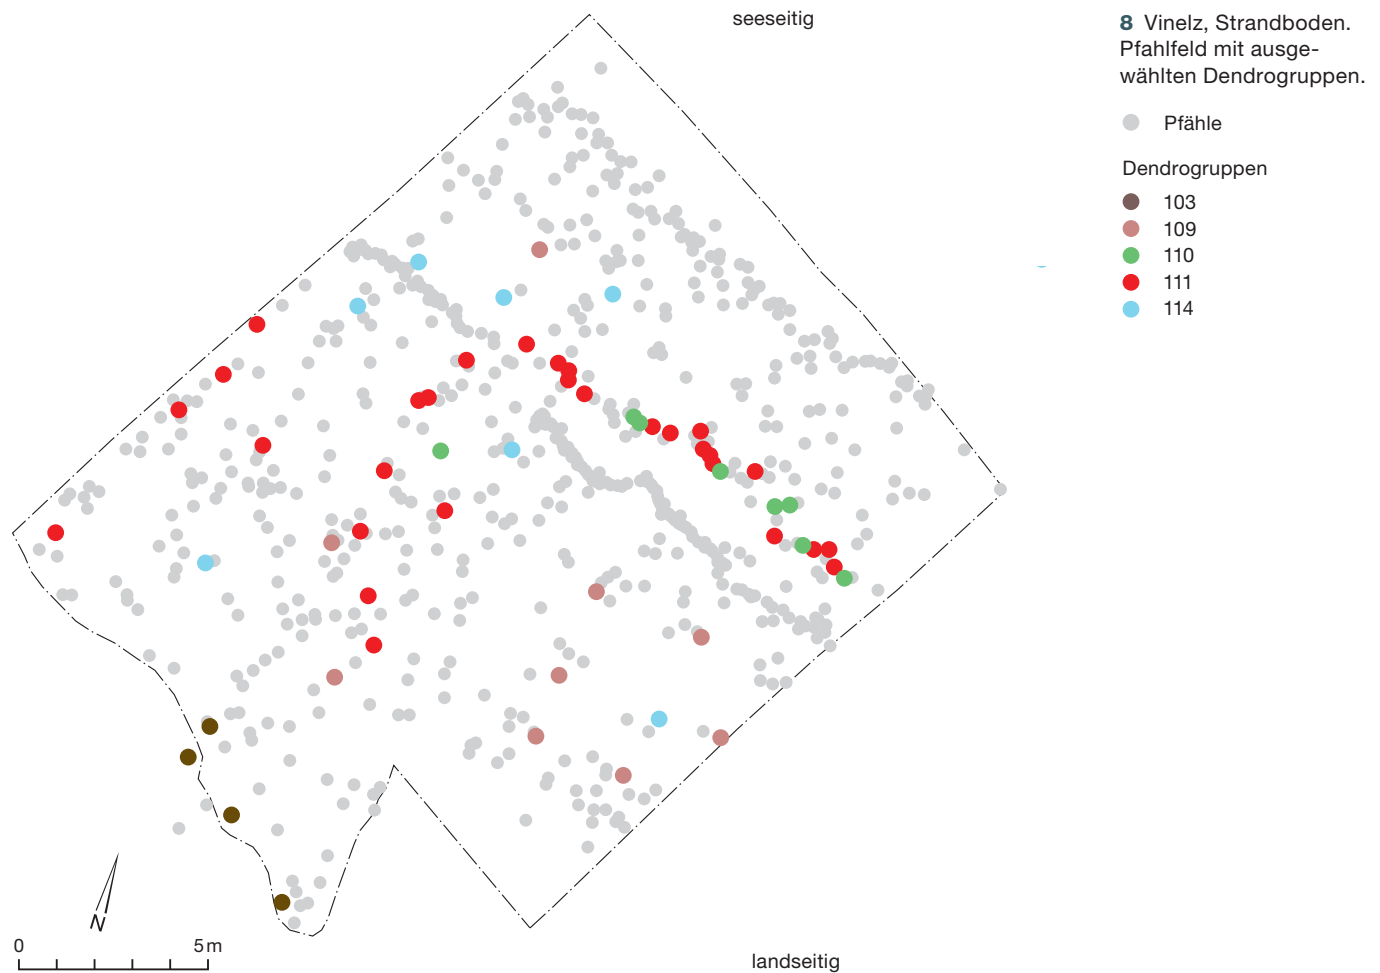 seeseitig
8 Vinelz, Strandboden.
Pfahlfeld mit ausge-
wählten Dendrogruppen.
Pfähle
Dendrogruppen
103
109
110
111
114
N
0 5 m
landseitig